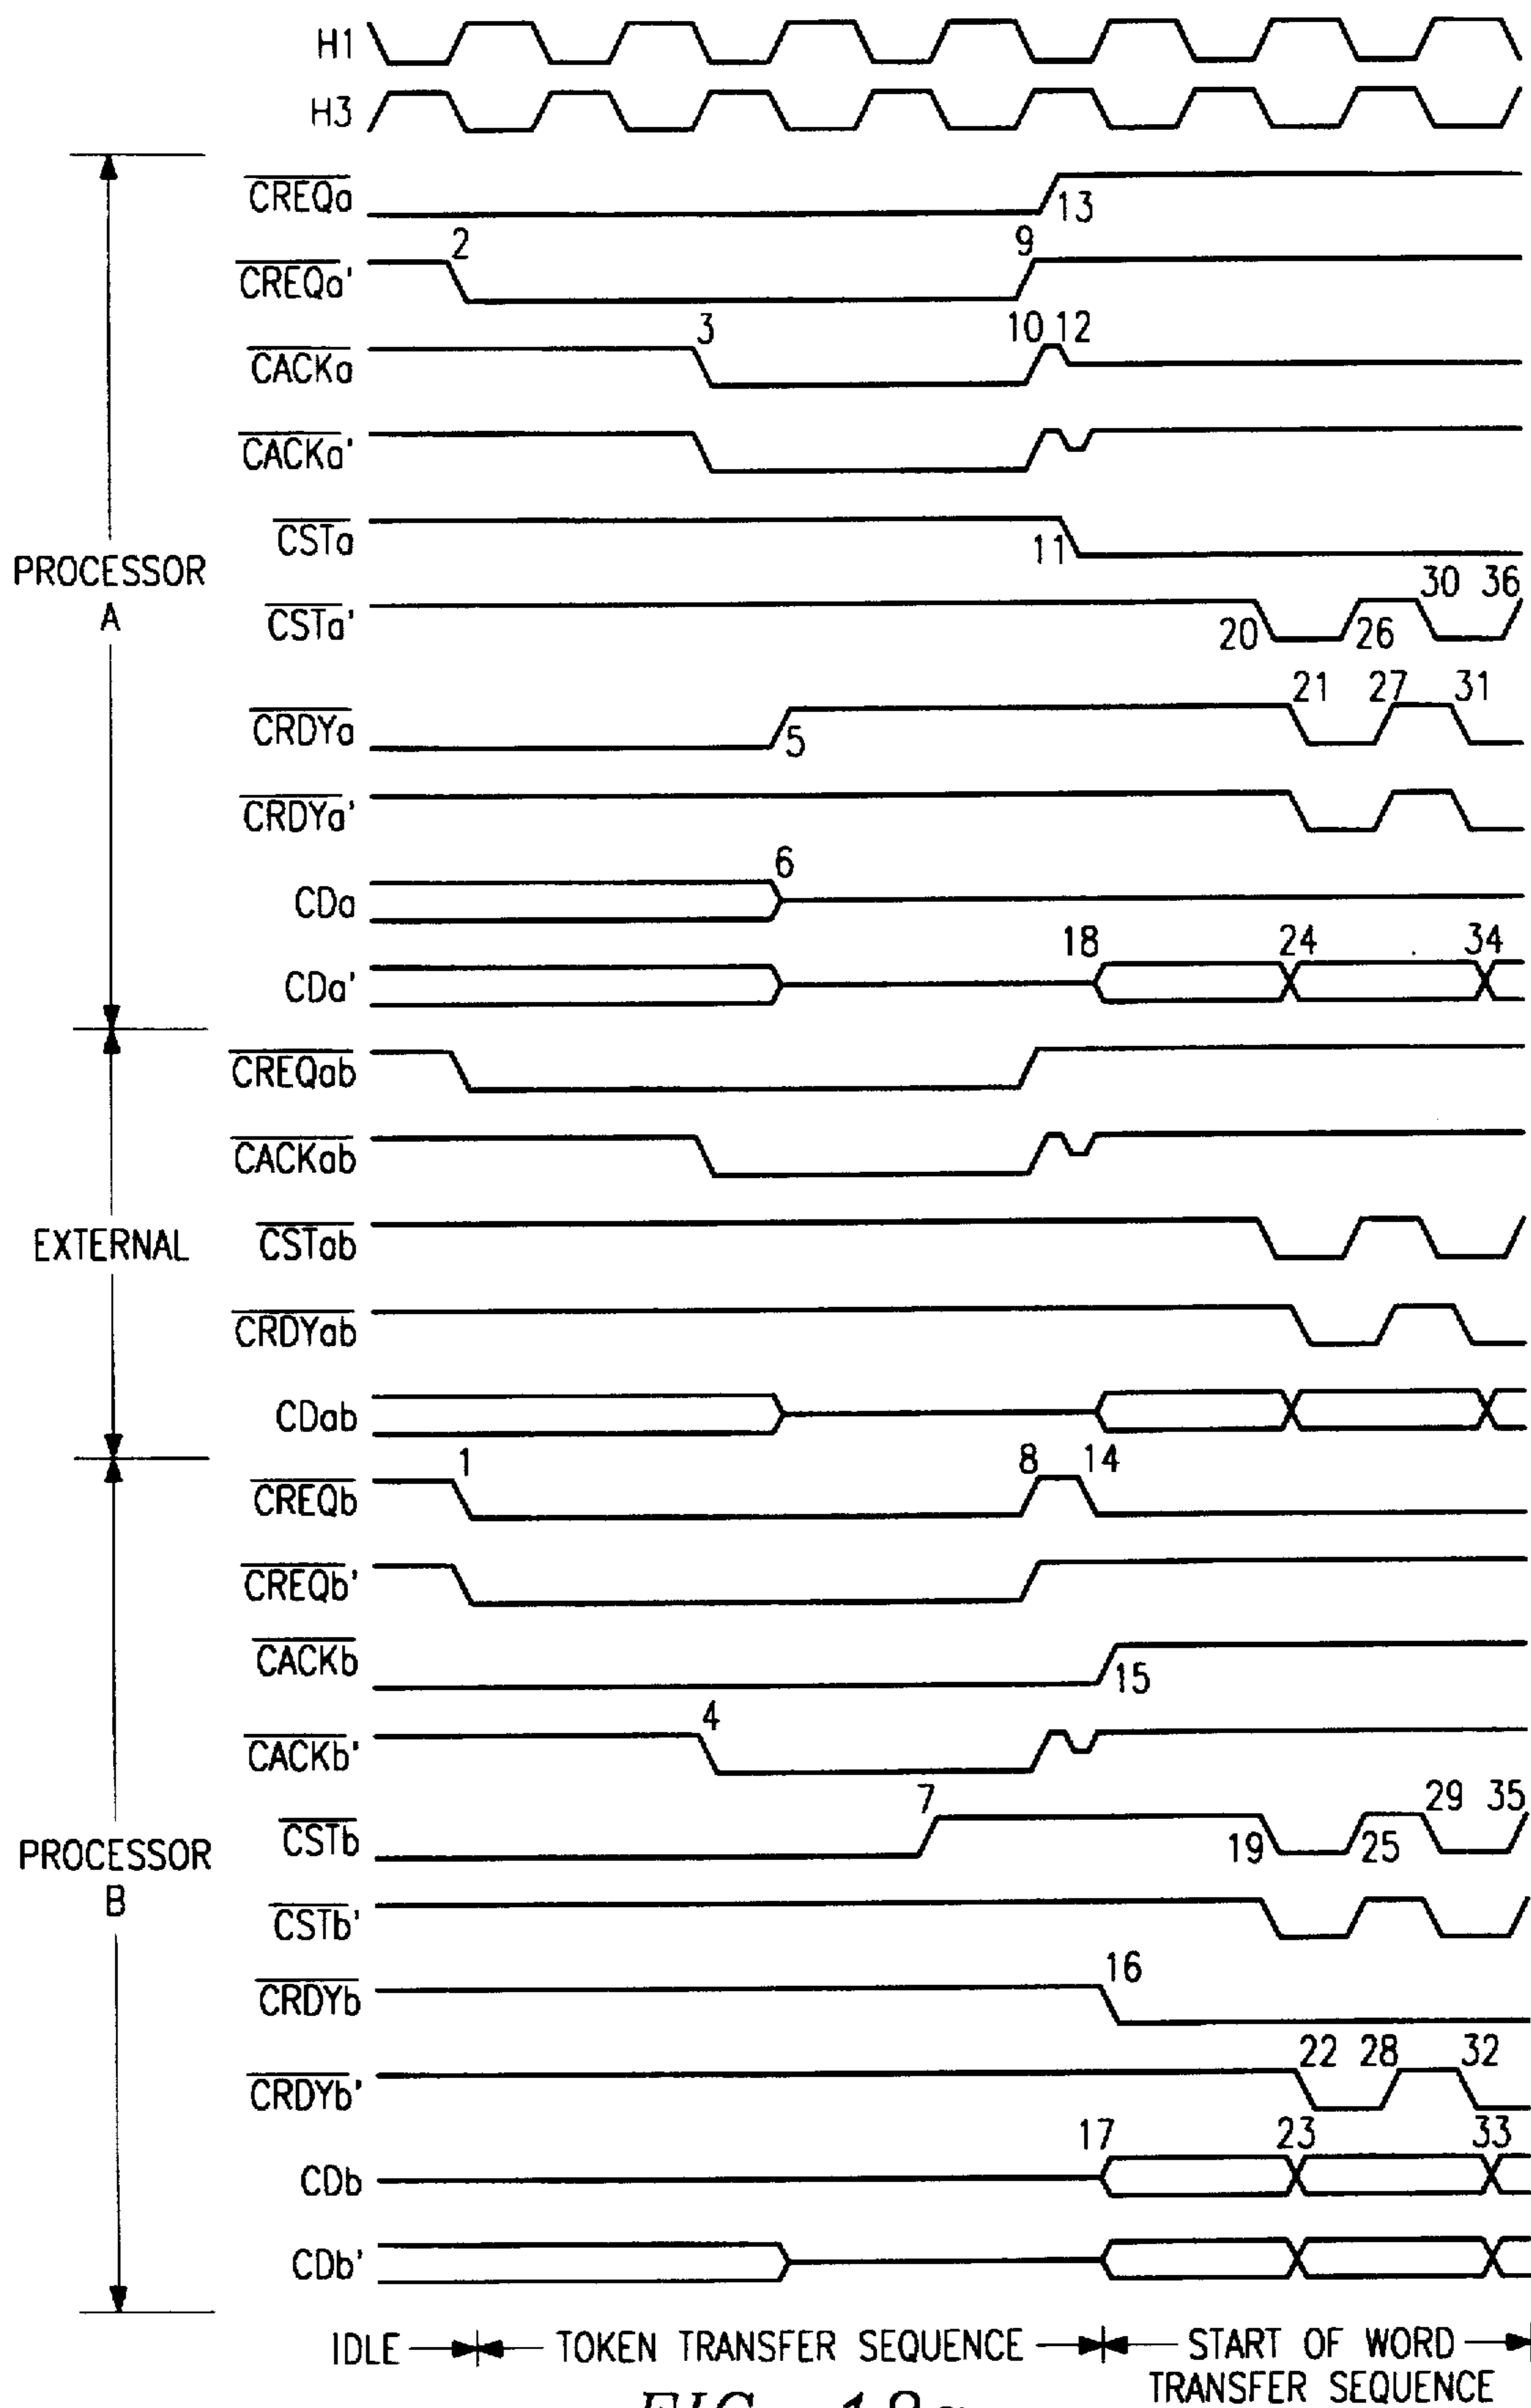 H1
H3
CREQa
13
2
9
CREQa'
3
10 12
CACKa
CACKa'
CSTa
11
PROCESSOR
A
30 36
CSTa'
20
26
21
27
31
CRDYa
5
CRDYa'
6
CDa
18
24
34
CDa'
CREQab
CACKab
EXTERNAL
CSTab
CRDYab
CDab
1
8
14
CREQb
CREQb'
CACKb
15
4
CACKb'
7
29 35
CSTb
19
25
PROCESSOR
B
CSTb'
16
CRDYb
22 28
32
CRDYb'
17
23
33
CDb
CDb'
IDLE
TOKEN TRANSFER SEQUENCE
START OF WORD
TRANSFER SEQUENCE